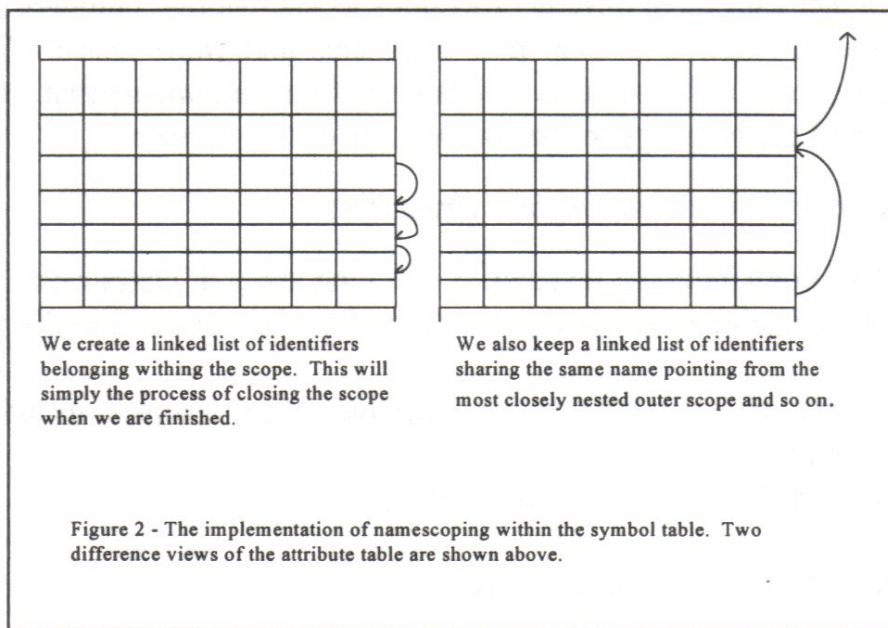 We create a linked list of identifiers
belonging withing the scope.  This will
simply the process of closing the scope
when we are finished.
We also keep a linked list of identifiers
sharing the same name pointing from the
most closely nested outer scope and so on.
Figure 2 - The implementation of namescoping within the symbol table.  Two
difference views of the attribute table are shown above.